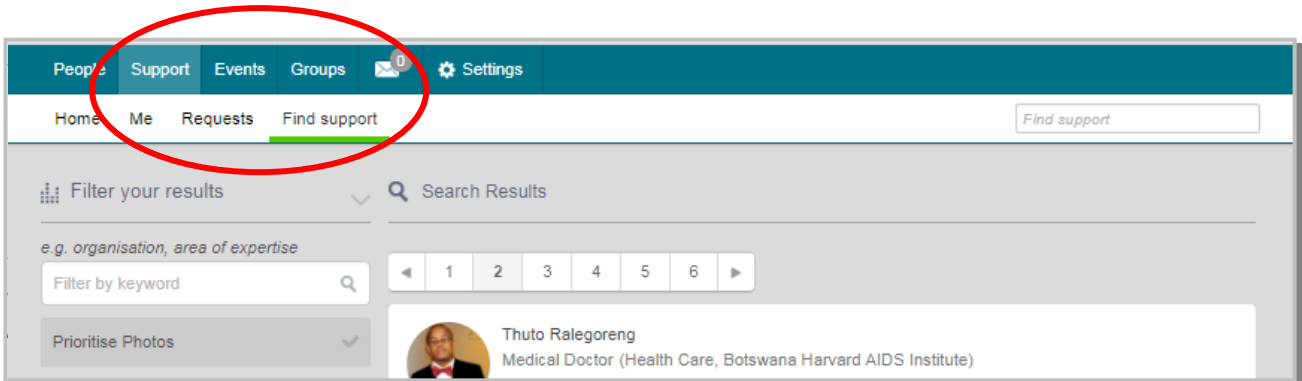 People Support Events Groups 0 Settings
Home Me Requests Find support
Find support
Filter your results
Search Results
e.g. organisation, area of expertise
Filter by keyword
1 2 3 4 5 6
Prioritise Photos
Thuto Ralegoreng
Medical Doctor (Health Care, Botswana Harvard AIDS Institute)